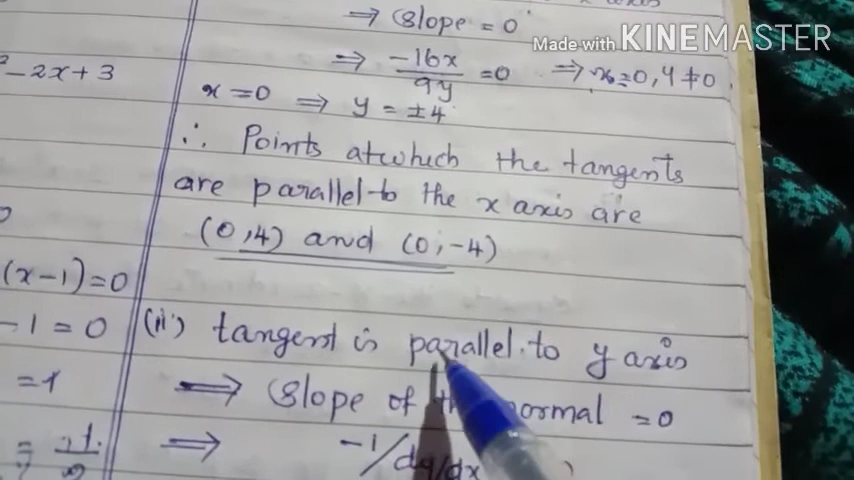 ⇒ Slope = 0
Made with KINEMASTER
⇒ -16x/9y = 0 ⇒ x = 0, y ≠ 0
² - 2x + 3
x = 0 ⇒ y = ±4
∴ Points at which the tangents
are parallel to the x axis are
(0,4) and (0,-4)
(x-1) = 0
-1 = 0
(ii) tangent is parallel to y axis
= 1
⇒ Slope of the normal = 0
⇒ -1/dy/dx